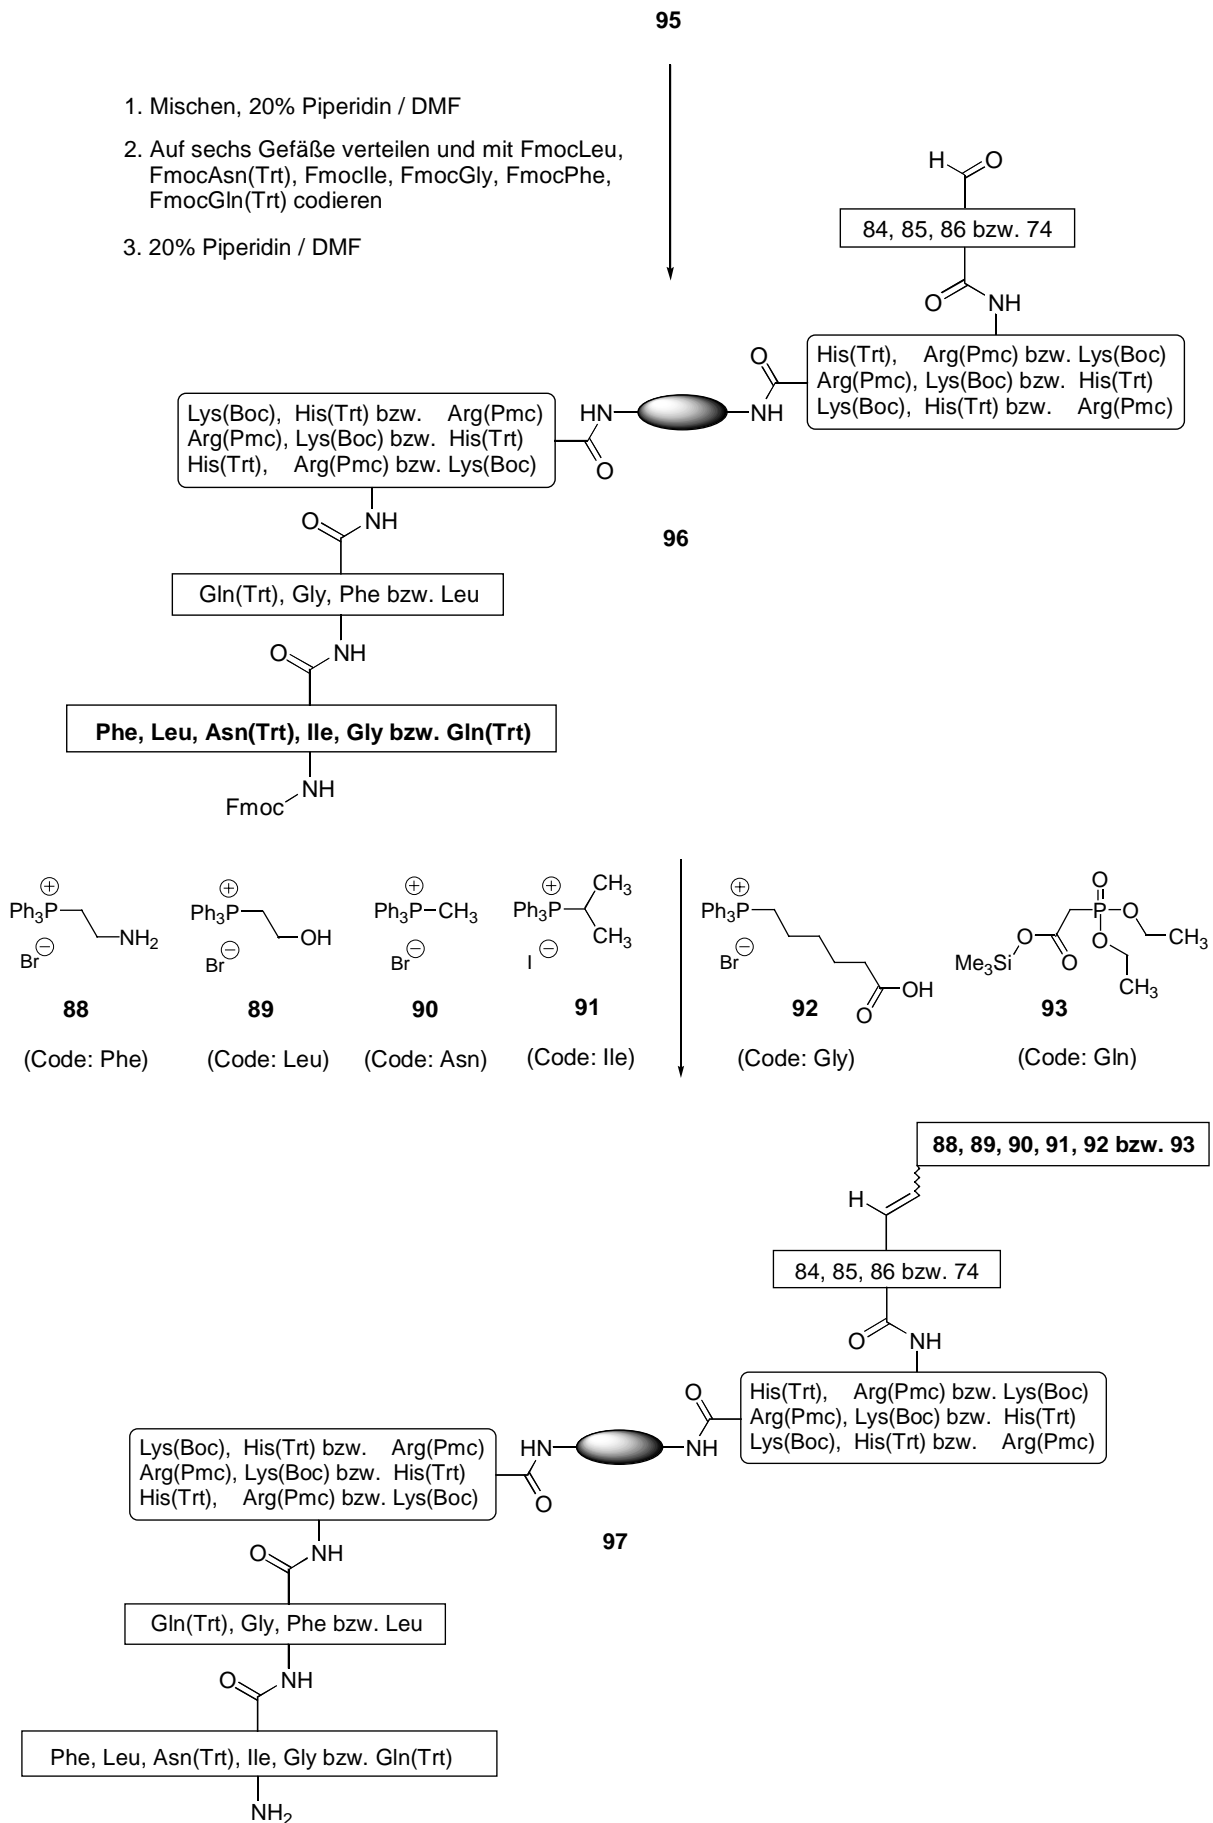 95
1. Mischen, 20% Piperidin / DMF
2. Auf sechs Gefäße verteilen und mit FmocLeu,
FmocAsn(Trt), FmocIle, FmocGly, FmocPhe,
FmocGln(Trt) codieren
3. 20% Piperidin / DMF
H O
84, 85, 86 bzw. 74
O NH
His(Trt), Arg(Pmc) bzw. Lys(Boc)
Arg(Pmc), Lys(Boc) bzw. His(Trt)
Lys(Boc), His(Trt) bzw. Arg(Pmc)
O
HN NH
Lys(Boc), His(Trt) bzw. Arg(Pmc)
Arg(Pmc), Lys(Boc) bzw. His(Trt)
His(Trt), Arg(Pmc) bzw. Lys(Boc)
O
O NH
96
Gln(Trt), Gly, Phe bzw. Leu
O NH
Phe, Leu, Asn(Trt), Ile, Gly bzw. Gln(Trt)
NH
Fmoc
+ Ph3P NH2 Br −
88
(Code: Phe)
+ Ph3P OH Br −
89
(Code: Leu)
+ Ph3P CH3 Br −
90
(Code: Asn)
+ Ph3P CH3 CH3 I −
91
(Code: Ile)
+ Ph3P Br − OH O
92
(Code: Gly)
O P O CH3 O CH3 O O Me3Si
93
(Code: Gln)
88, 89, 90, 91, 92 bzw. 93
H
84, 85, 86 bzw. 74
O NH
His(Trt), Arg(Pmc) bzw. Lys(Boc)
Arg(Pmc), Lys(Boc) bzw. His(Trt)
Lys(Boc), His(Trt) bzw. Arg(Pmc)
O
HN NH
Lys(Boc), His(Trt) bzw. Arg(Pmc)
Arg(Pmc), Lys(Boc) bzw. His(Trt)
His(Trt), Arg(Pmc) bzw. Lys(Boc)
O
97
O NH
Gln(Trt), Gly, Phe bzw. Leu
O NH
Phe, Leu, Asn(Trt), Ile, Gly bzw. Gln(Trt)
NH2